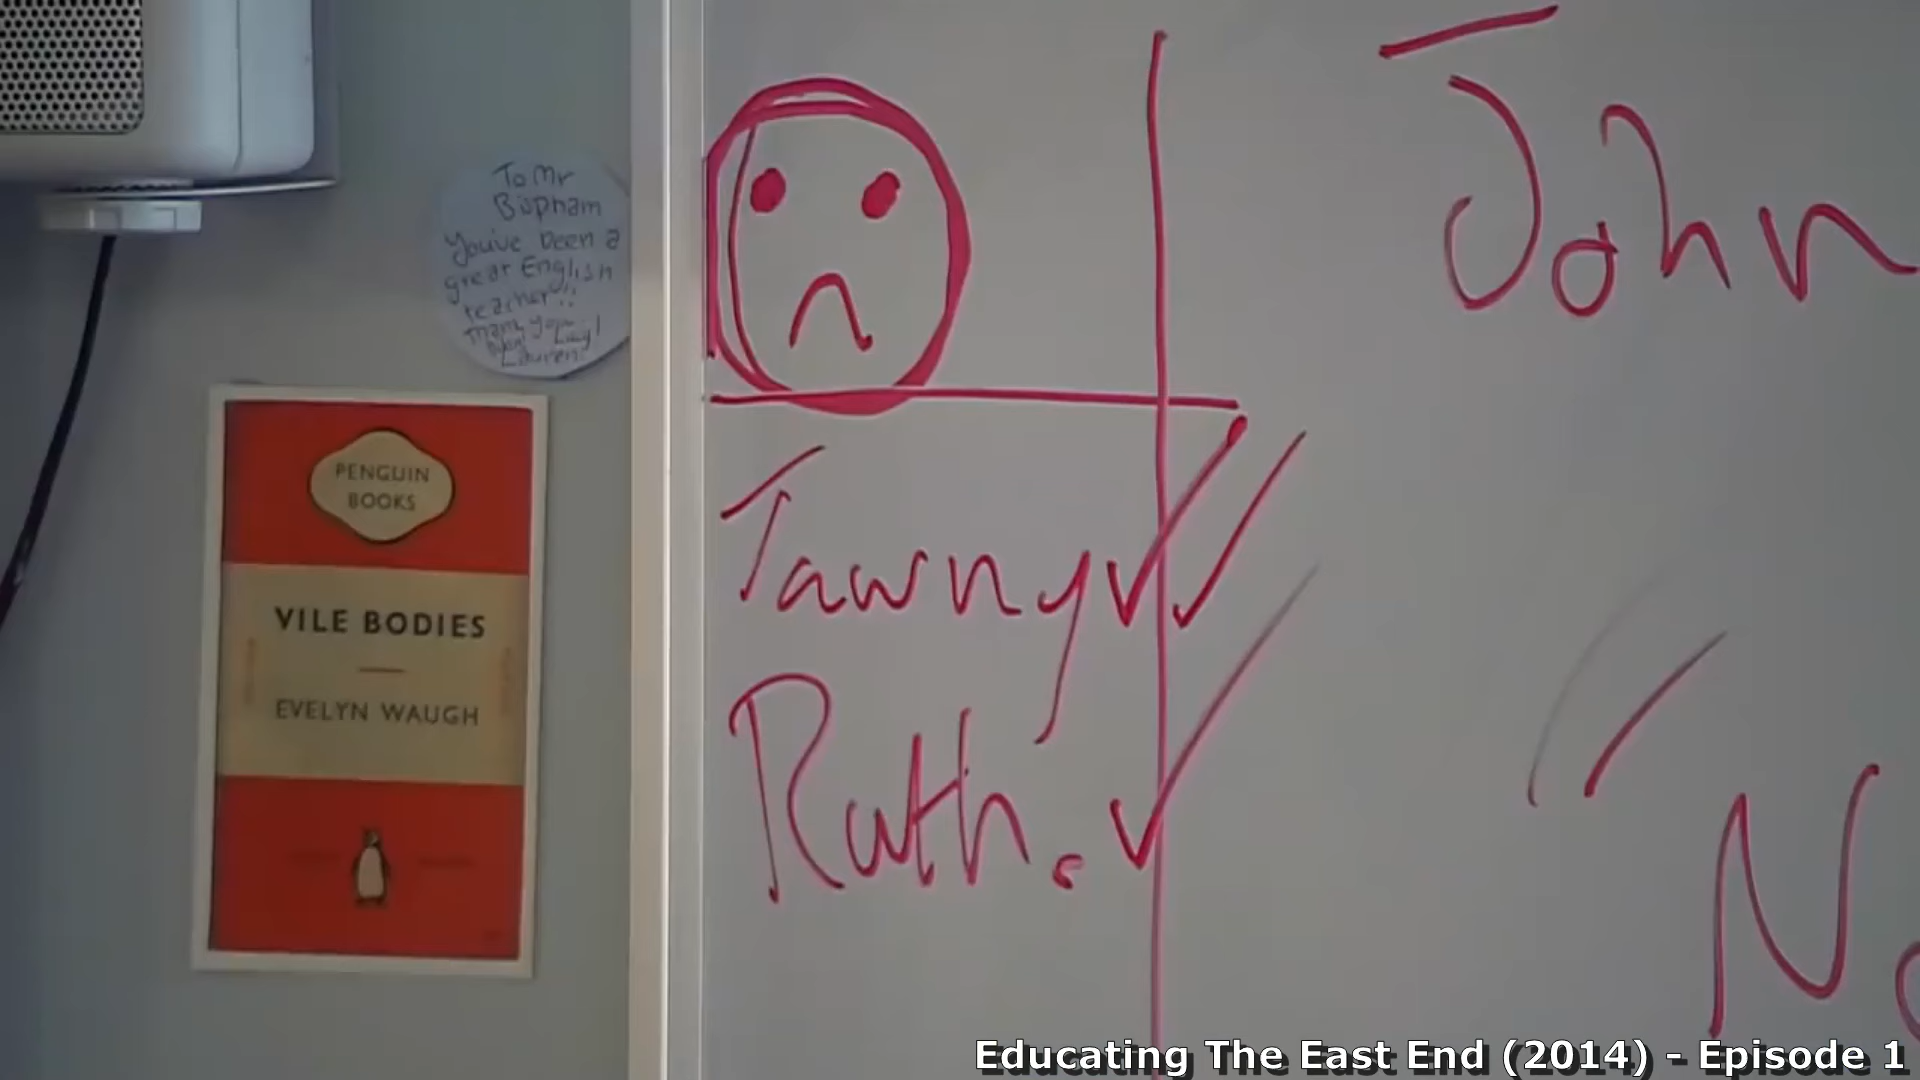 To Mr
Bispham
You've been a
great English
teacher!!
Thank you
Lauren!
PENGUIN
BOOKS
VILE BODIES
EVELYN WAUGH
John
Tawny
Ruth.
"No
Educating The East End (2014) - Episode 1